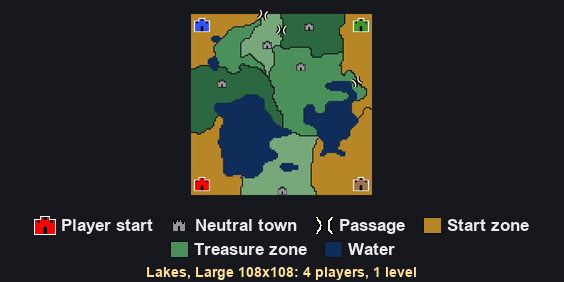 Player start Neutral town Passage Start zone
Treasure zone Water
Lakes, Large 108x108: 4 players, 1 level